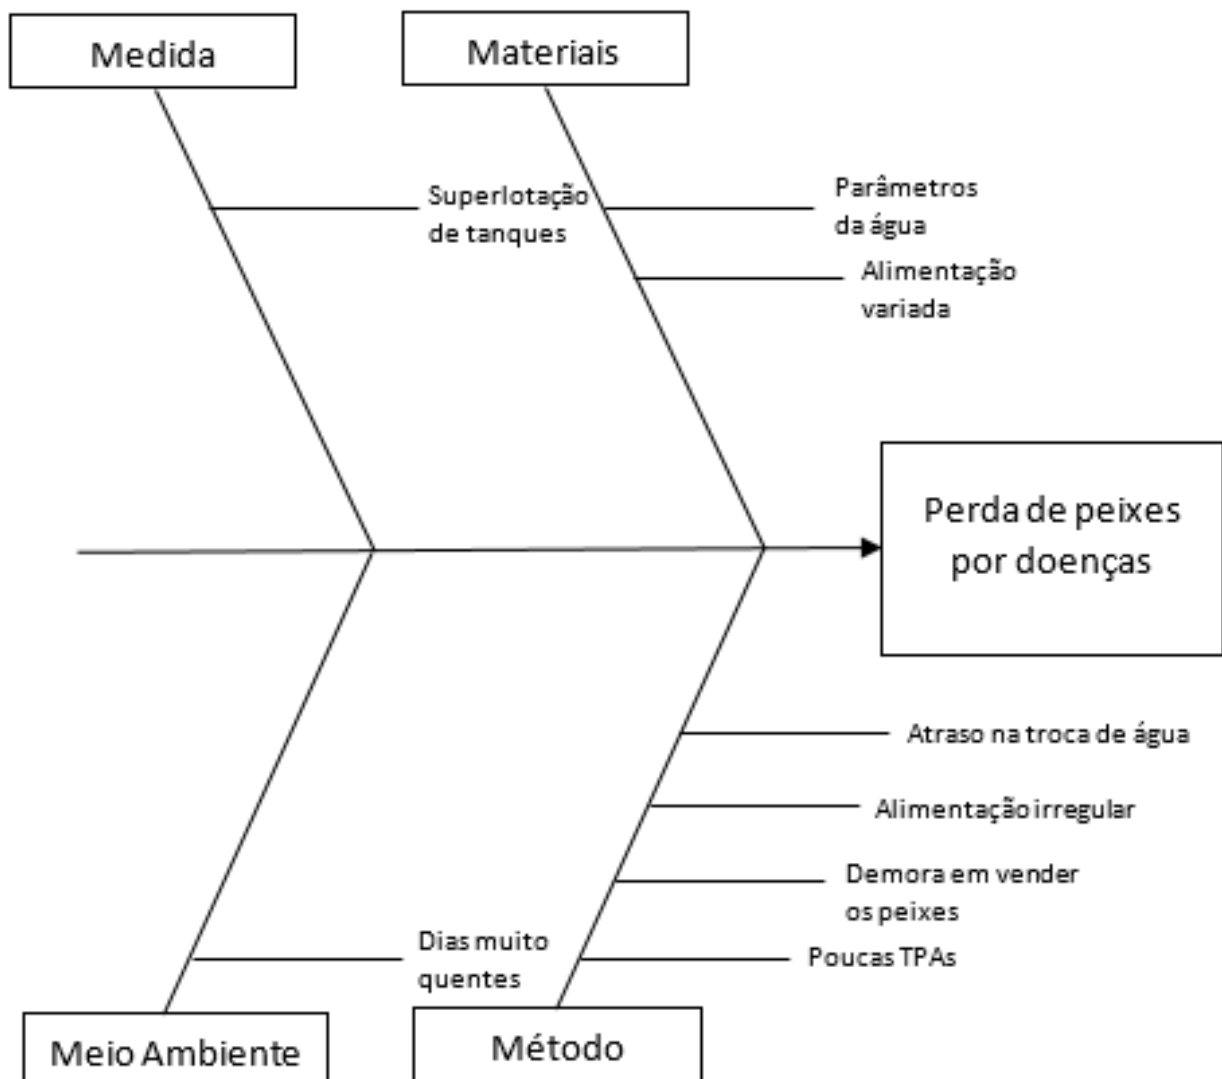 Medida
Materiais
Superlotação
de tanques
Parâmetros
da água
Alimentação
variada
Perda de peixes
por doenças
Atraso na troca de água
Alimentação irregular
Demora em vender
os peixes
Dias muito
quentes
Poucas TPAs
Meio Ambiente
Método